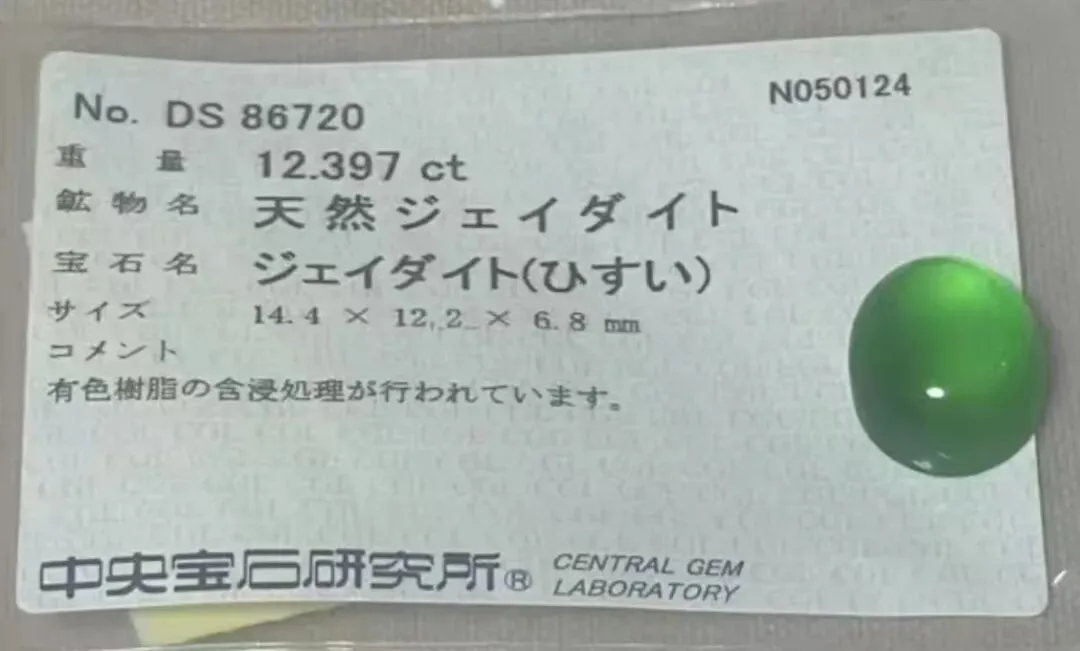 No. DS 86720
N050124
重量 12.397 ct
鉱物名 天然ジェイダイト
宝石名 ジェイダイト(ひすい)
サイズ 14.4 × 12.2 × 6.8 mm
コメント
有色樹脂の含浸処理が行われています。
中央宝石研究所® CENTRAL GEM
LABORATORY